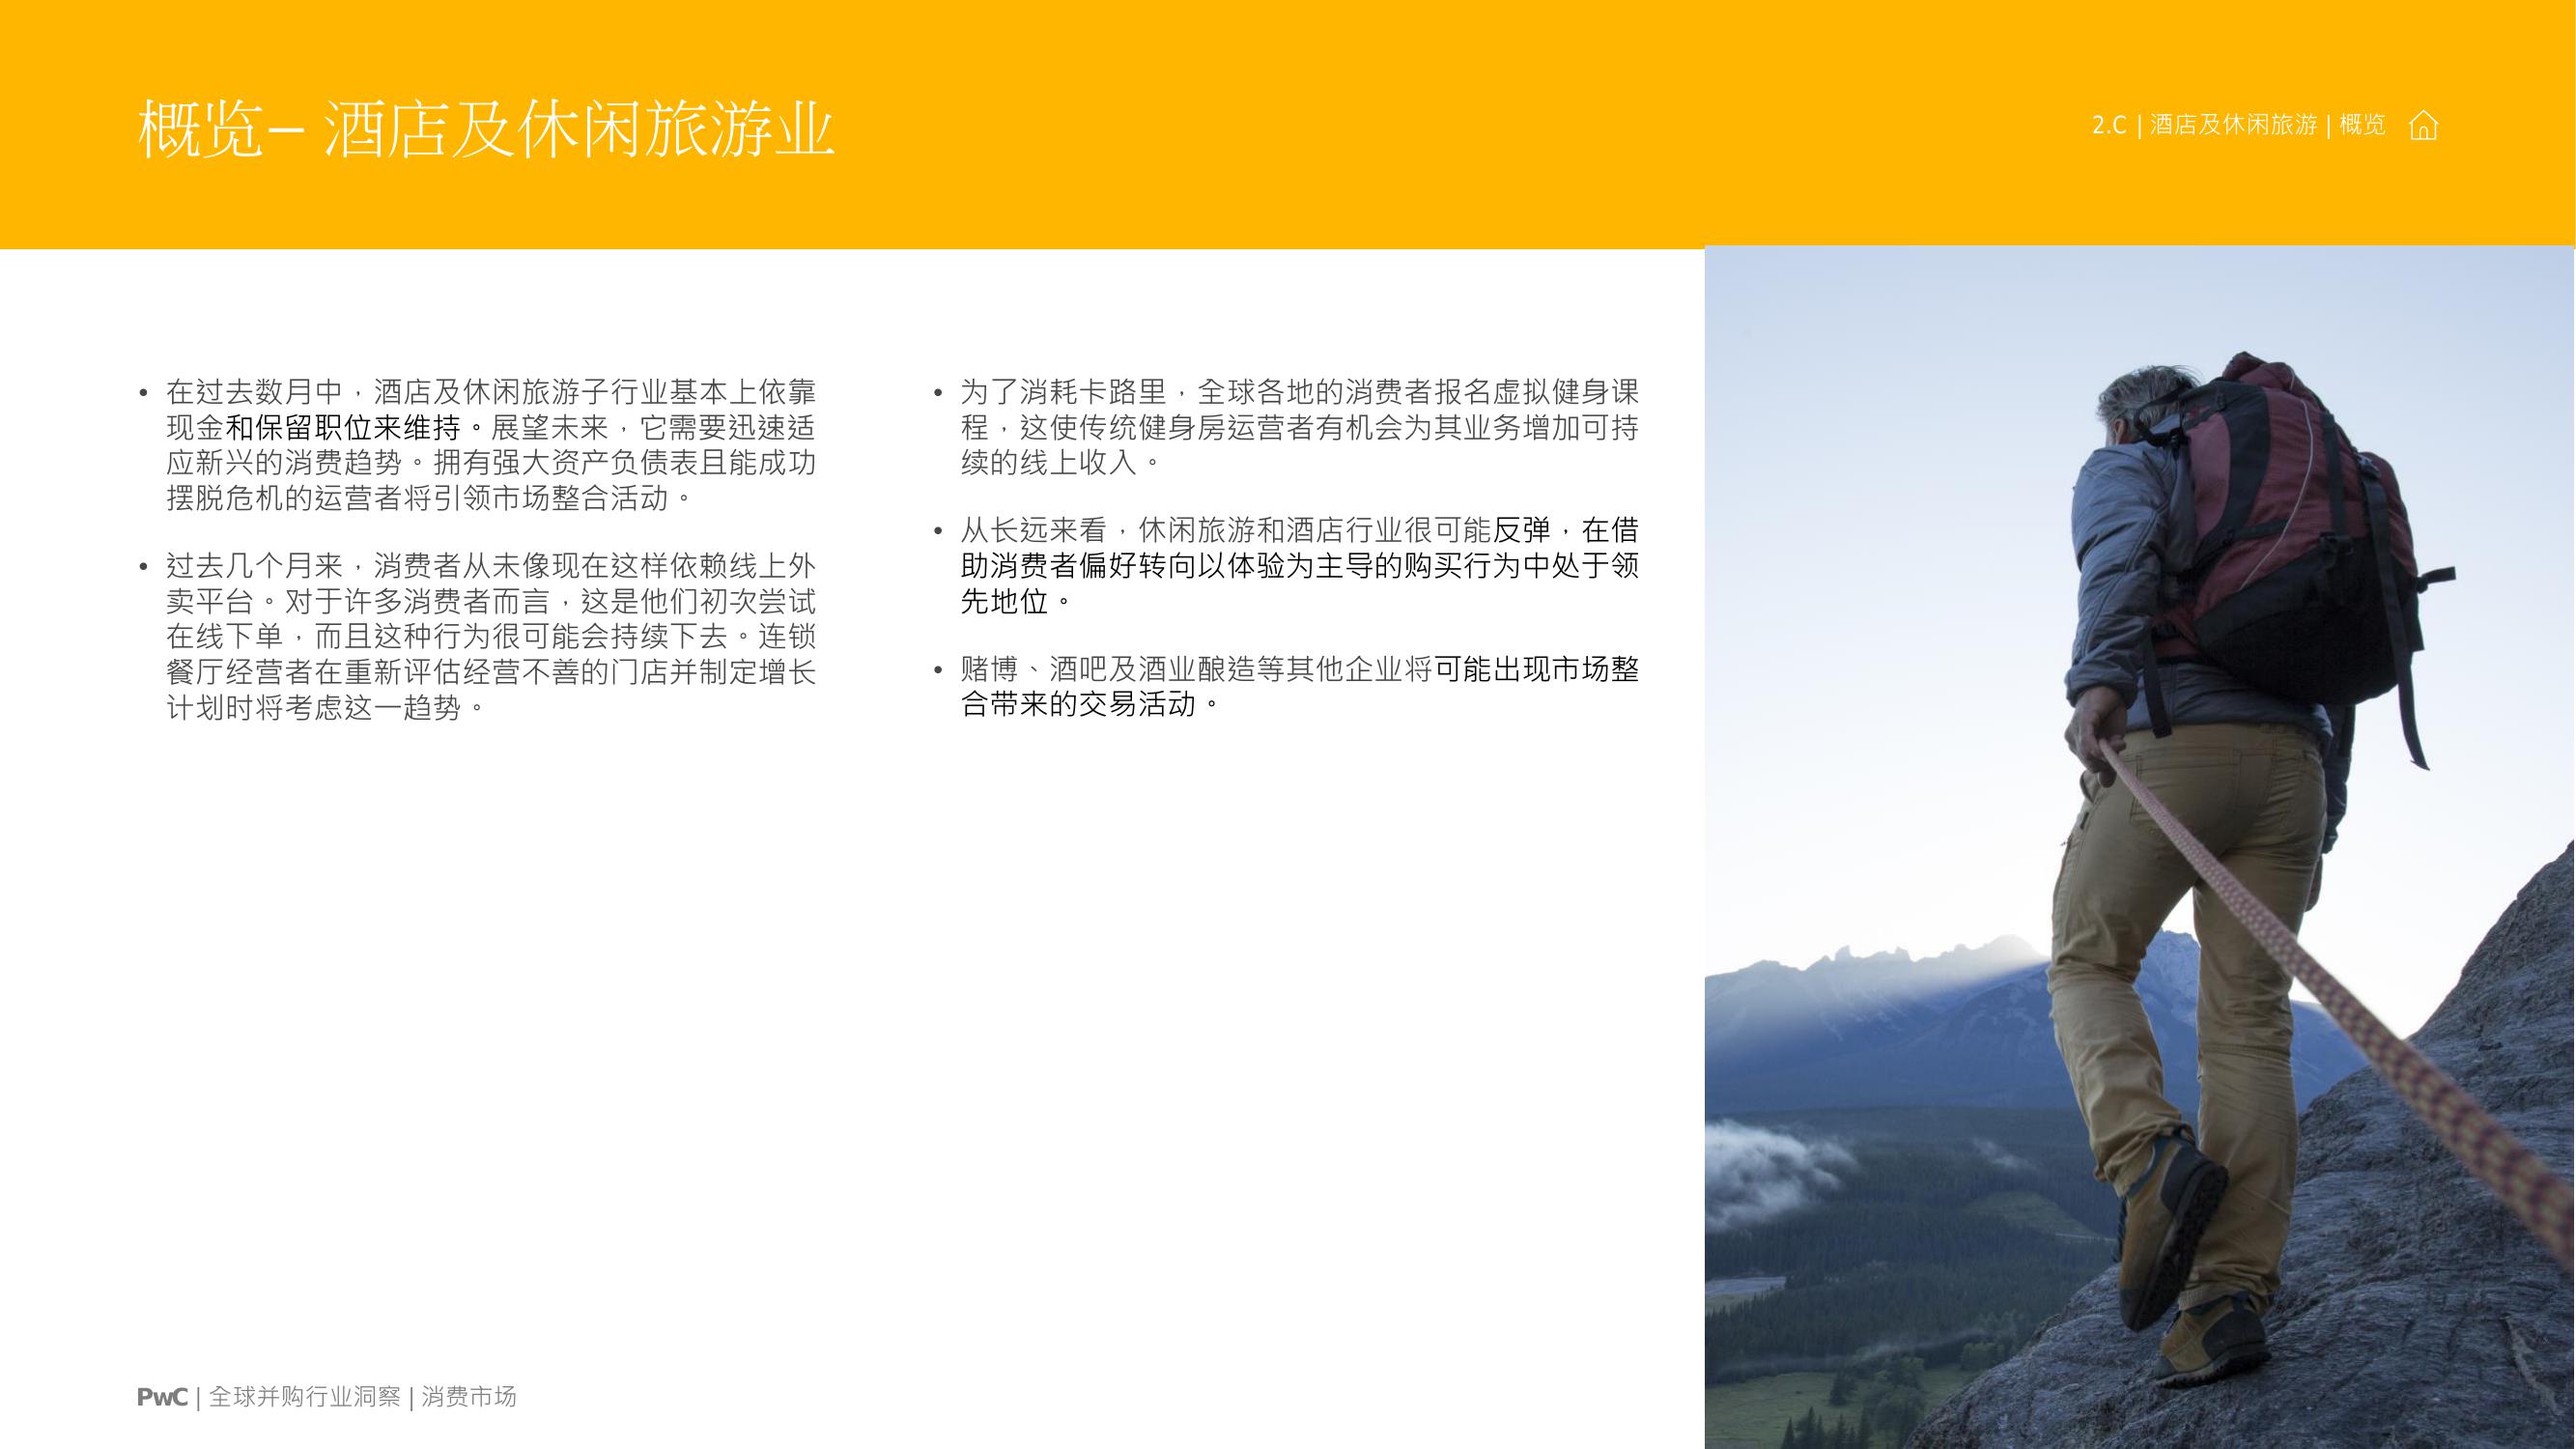 概览– 酒店及休闲旅游业
2.C | 酒店及休闲旅游 | 概览
• 在过去数月中，酒店及休闲旅游子行业基本上依靠
现金和保留职位来维持。展望未来，它需要迅速适
应新兴的消费趋势。拥有强大资产负债表且能成功
摆脱危机的运营者将引领市场整合活动。
• 过去几个月来，消费者从未像现在这样依赖线上外
卖平台。对于许多消费者而言，这是他们初次尝试
在线下单，而且这种行为很可能会持续下去。连锁
餐厅经营者在重新评估经营不善的门店并制定增长
计划时将考虑这一趋势。
• 为了消耗卡路里，全球各地的消费者报名虚拟健身课
程，这使传统健身房运营者有机会为其业务增加可持
续的线上收入。
• 从长远来看，休闲旅游和酒店行业很可能反弹，在借
助消费者偏好转向以体验为主导的购买行为中处于领
先地位。
• 赌博、酒吧及酒业酿造等其他企业将可能出现市场整
合带来的交易活动。
PwC | 全球并购行业洞察 | 消费市场